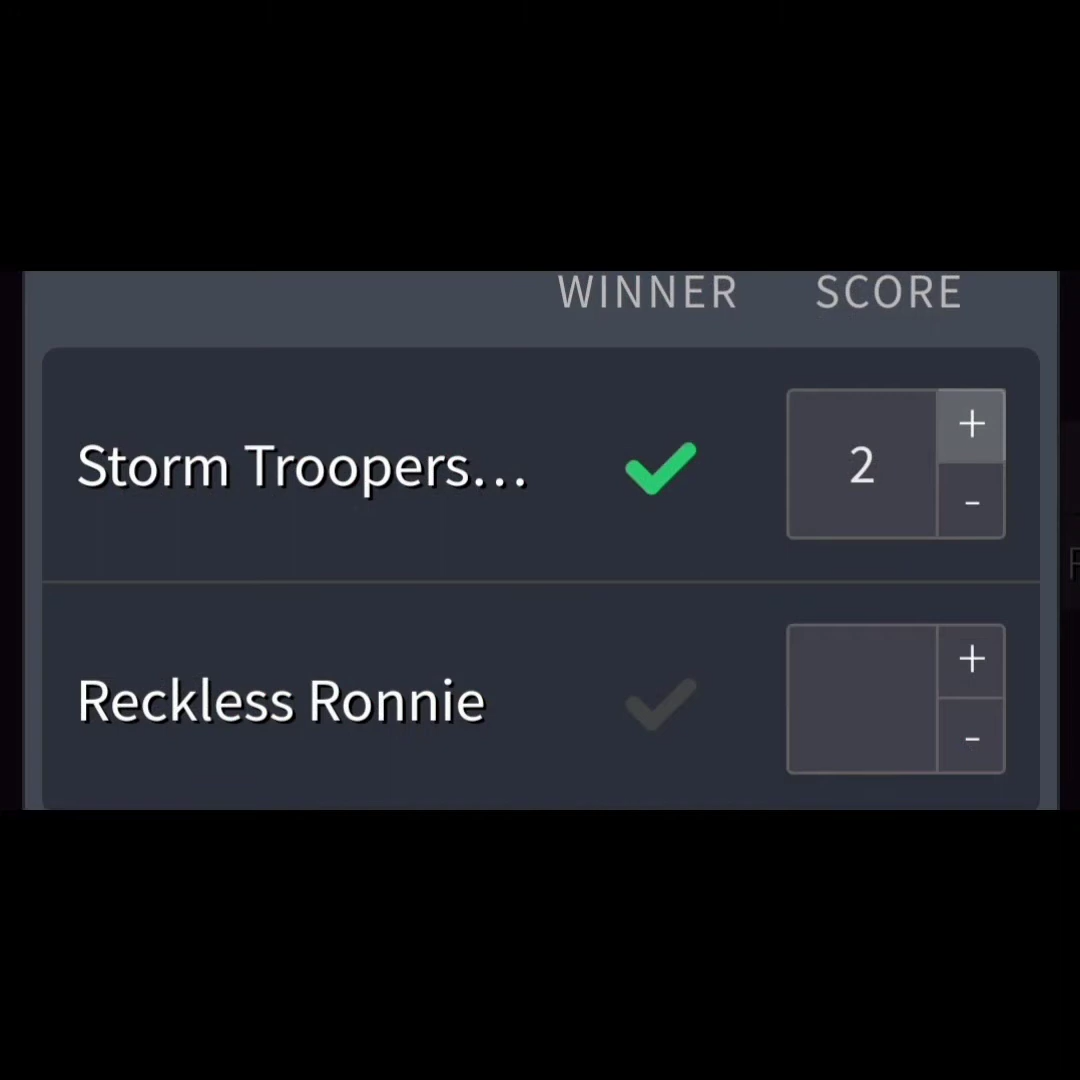 WINNER SCORE
Storm Troopers... 2 + -
Reckless Ronnie + -